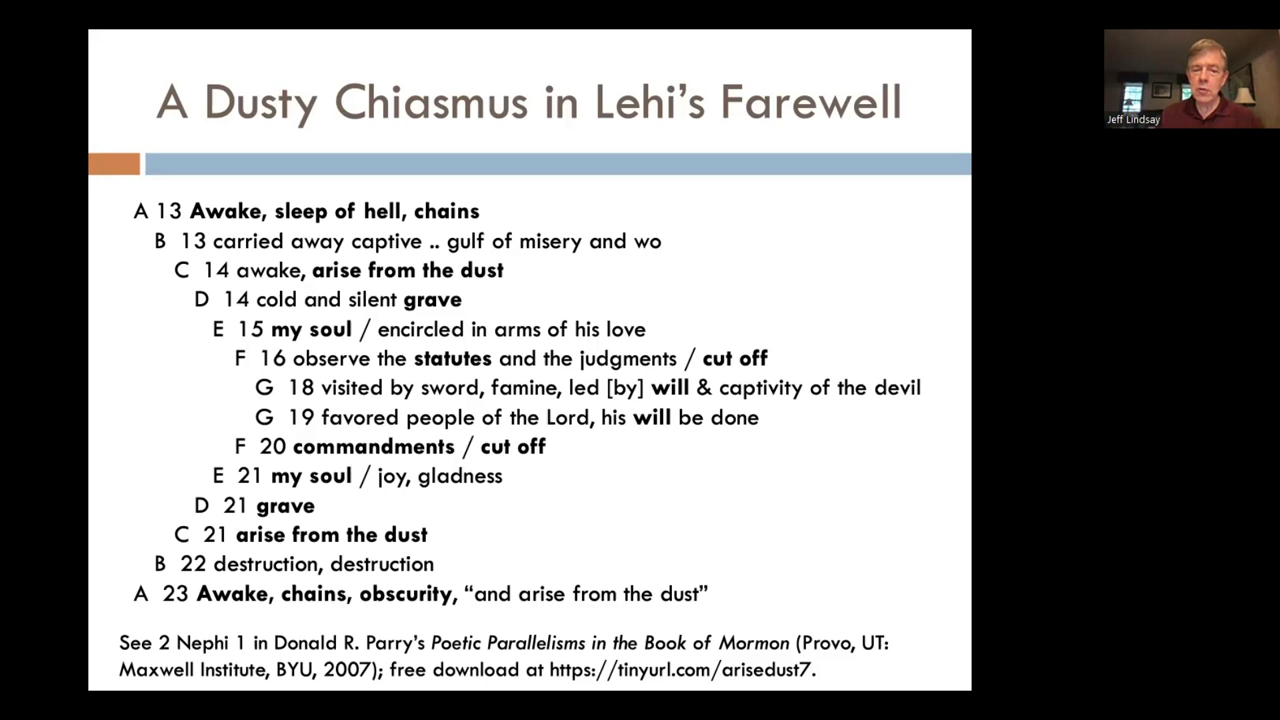 A Dusty Chiasmus in Lehi’s Farewell
Jeff Lindsay
A 13 Awake, sleep of hell, chains
B 13 carried away captive .. gulf of misery and wo
C 14 awake, arise from the dust
D 14 cold and silent grave
E 15 my soul / encircled in arms of his love
F 16 observe the statutes and the judgments / cut off
G 18 visited by sword, famine, led [by] will & captivity of the devil
G 19 favored people of the Lord, his will be done
F 20 commandments / cut off
E 21 my soul / joy, gladness
D 21 grave
C 21 arise from the dust
B 22 destruction, destruction
A 23 Awake, chains, obscurity, “and arise from the dust”
See 2 Nephi 1 in Donald R. Parry’s Poetic Parallelisms in the Book of Mormon (Provo, UT:
Maxwell Institute, BYU, 2007); free download at https://tinyurl.com/arisedust7.